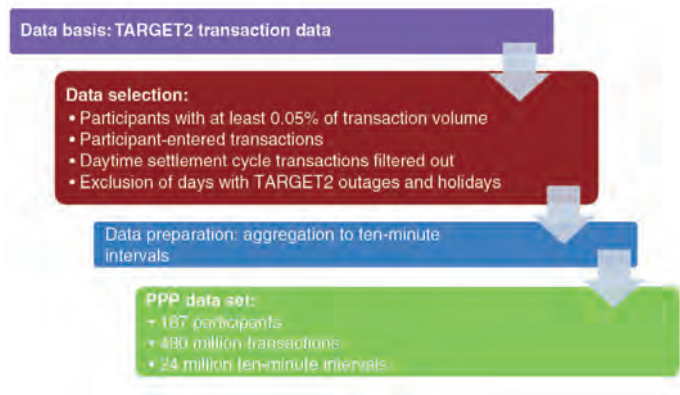 Data basis: TARGET2 transaction data
Data selection:
• Participants with at least 0.05% of transaction volume
• Participant-entered transactions
• Daytime settlement cycle transactions filtered out
• Exclusion of days with TARGET2 outages and holidays
Data preparation: aggregation to ten-minute
intervals
PPP data set:
• 187 participants
• 480 million transactions
• 24 million ten-minute intervals